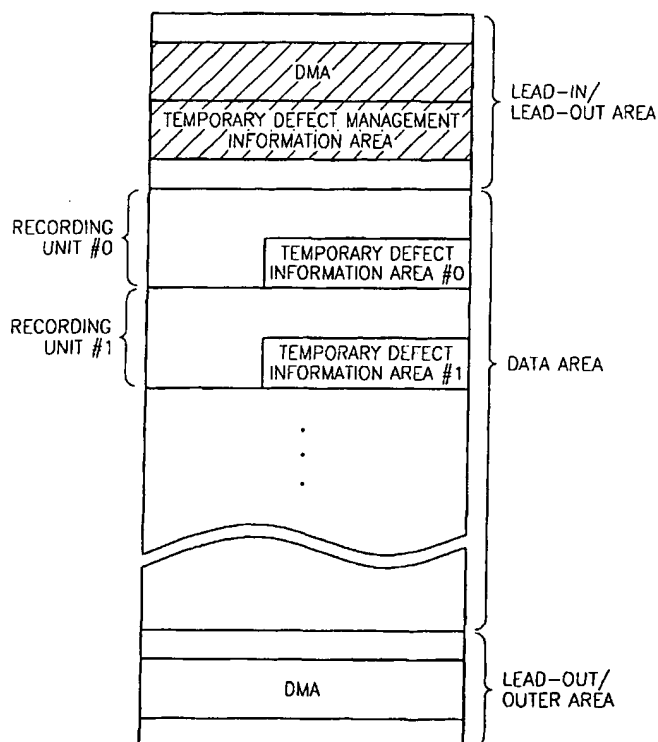 DMA
TEMPORARY DEFECT MANAGEMENT
INFORMATION AREA
LEAD-IN/
LEAD-OUT AREA
RECORDING
UNIT #0
TEMPORARY DEFECT
INFORMATION AREA #0
RECORDING
UNIT #1
TEMPORARY DEFECT
INFORMATION AREA #1
DATA AREA
DMA
LEAD-OUT/
OUTER AREA